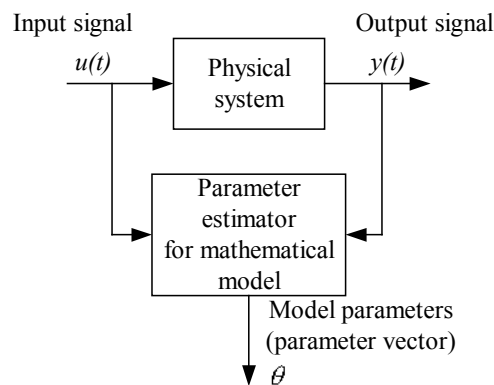 Input signal
Output signal
u(t)
Physical
system
y(t)
Parameter
estimator
for mathematical
model
Model parameters
(parameter vector)
θ